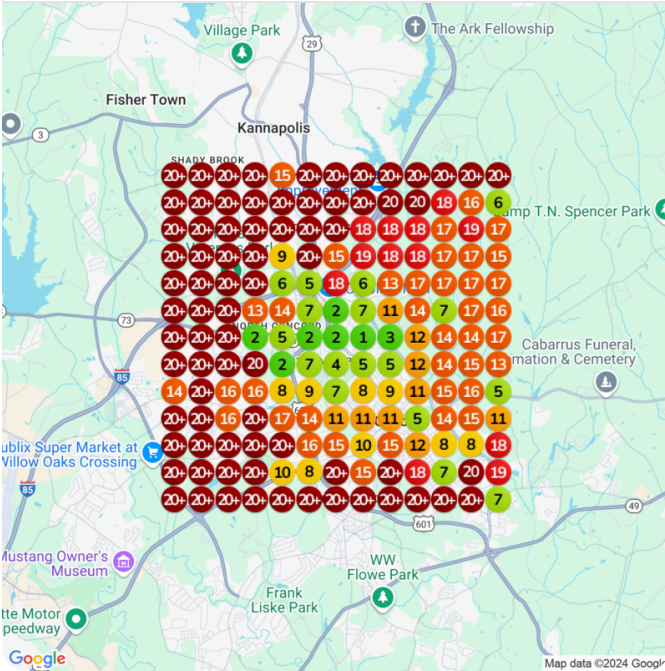 Village Park
29
The Ark Fellowship
Fisher Town
3
Kannapolis
SHADY BROOK
20+ 20+ 20+ 20+ 15 20+ 20+ 20+ 20+ 20+ 20+ 20+ 20+
20+ 20+ 20+ 20+ 20+ 20+ 20+ 20+ 20 20 18 16 6
T.N. Spencer Park
20+ 20+ 20+ 20+ 20+ 20+ 20+ 18 18 18 17 19 17
20+ 20+ 20+ 20+ 9 20+ 15 19 18 18 17 17 15
20+ 20+ 20+ 20+ 6 5 18 6 13 17 17 17 17
20+ 20+ 20+ 13 14 7 2 7 11 14 7 17 16
73
20+ 20+ 20+ 2 5 2 2 1 3 12 14 14 17
Cabarrus Funeral,
20+ 20+ 20+ 20 2 7 4 5 5 12 14 15 13
mation & Cemetery
85
14 20+ 16 16 8 9 7 8 9 11 15 16 5
20+ 20+ 16 20+ 17 14 11 11 11 5 14 15 11
20+ 20+ 20+ 20+ 20+ 16 15 10 15 12 8 8 18
ublix Super Market at
Willow Oaks Crossing
20+ 20+ 20+ 20+ 10 8 20+ 15 20+ 18 7 20 19
85
20+ 20+ 20+ 20+ 20+ 20+ 20+ 20+ 20+ 20+ 20+ 20+ 7
49
601
Mustang Owner's
Museum
WW
Flowe Park
Frank
Liske Park
tte Motor
peedway
Google
Map data ©2024 Google